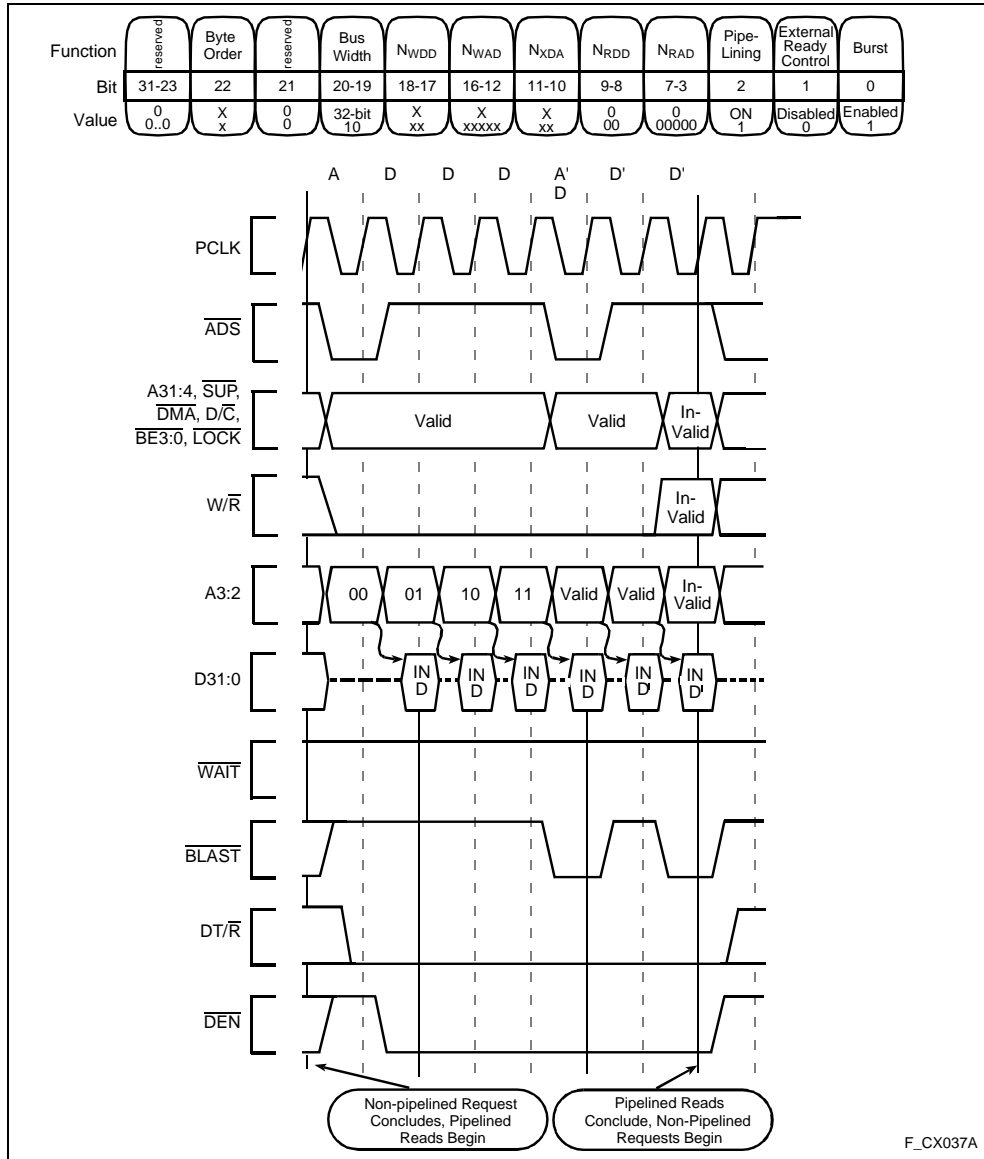 Function reserved Byte Order reserved Bus Width NWDD NWAD NXDA NRDD NRAD Pipe-Lining External Ready Control Burst
Bit 31-23 22 21 20-19 18-17 16-12 11-10 9-8 7-3 2 1 0
Value 0 0..0 X x 0 0 32-bit 10 X xx X xxxxx X xx 0 00 0 00000 ON 1 Disabled 0 Enabled 1
A D D D A' D D' D'
PCLK
ADS
A31:4, SUP,
DMA, D/C,
BE3:0, LOCK
Valid Valid In-Valid
W/R
In-Valid
A3:2
00 01 10 11 Valid Valid In-Valid
D31:0
IN D IN D IN D IN D IN D' IN D'
WAIT
BLAST
DT/R
DEN
Non-pipelined Request
Concludes, Pipelined
Reads Begin
Pipelined Reads
Conclude, Non-Pipelined
Requests Begin
F_CX037A